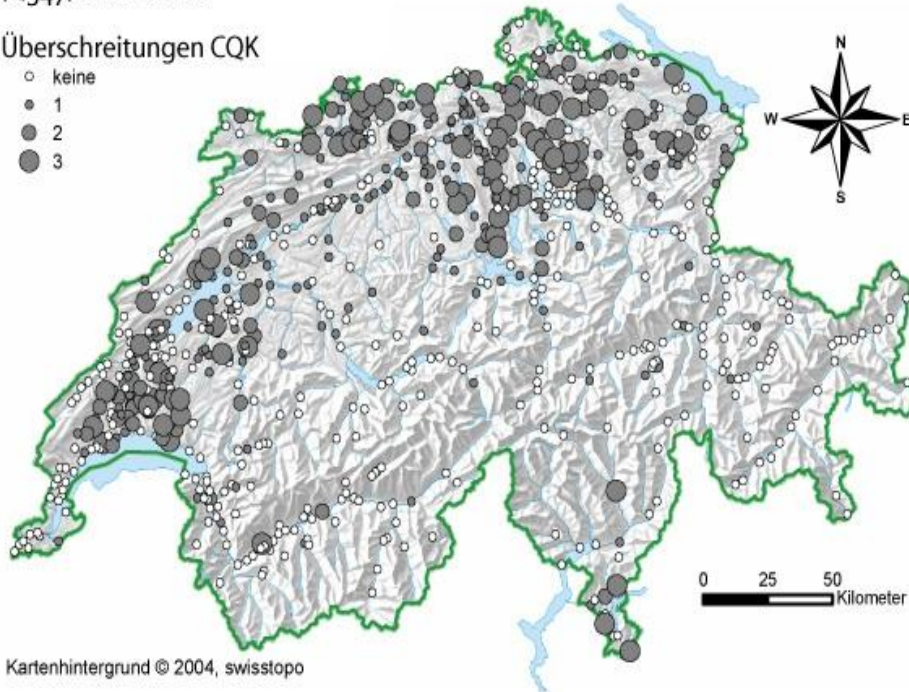 Überschreitungen CQK
keine
1
2
3
N
W E
S
0 25 50
Kilometer
Kartenhintergrund © 2004, swisstopo